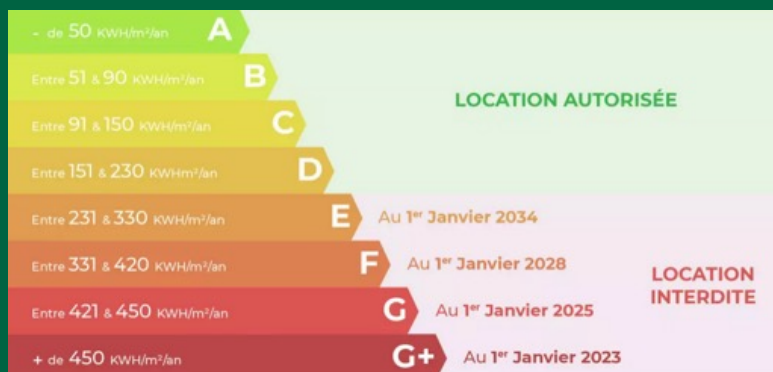 - de 50 KWH/m²/an A
Entre 51 & 90 KWH/m²/an B
LOCATION AUTORISÉE
Entre 91 & 150 KWH/m²/an C
Entre 151 & 230 KWHm²/an D
Entre 231 & 330 KWH/m²/an E Au 1er Janvier 2034
Entre 331 & 420 KWH/m²/an F Au 1er Janvier 2028
LOCATION
INTERDITE
Entre 421 & 450 KWH/m²/an G Au 1er Janvier 2025
+ de 450 KWH/m²/an G+ Au 1er Janvier 2023